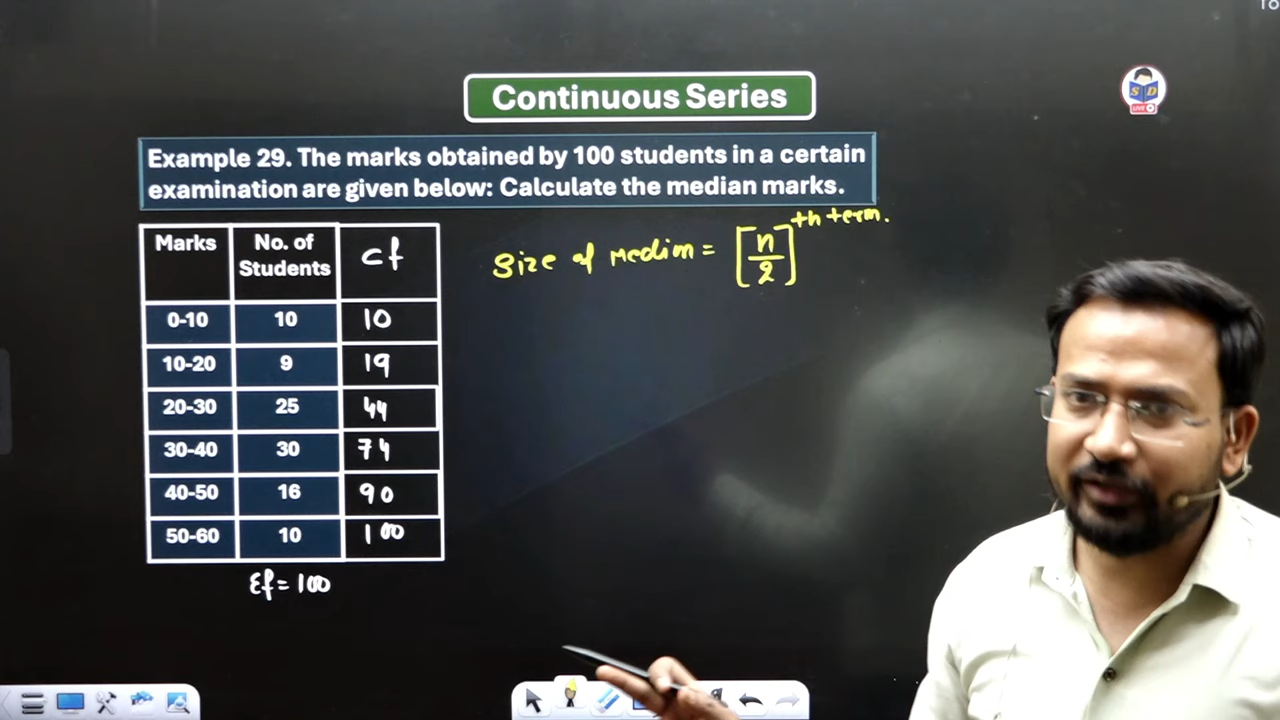 Continuous Series
S D
LIVE
Example 29. The marks obtained by 100 students in a certain
examination are given below: Calculate the median marks.
Marks No. of Students cf
0-10 10 10
10-20 9 19
20-30 25 44
30-40 30 74
40-50 16 90
50-60 10 100
Σf = 100
Size of median = [n/2]th term.